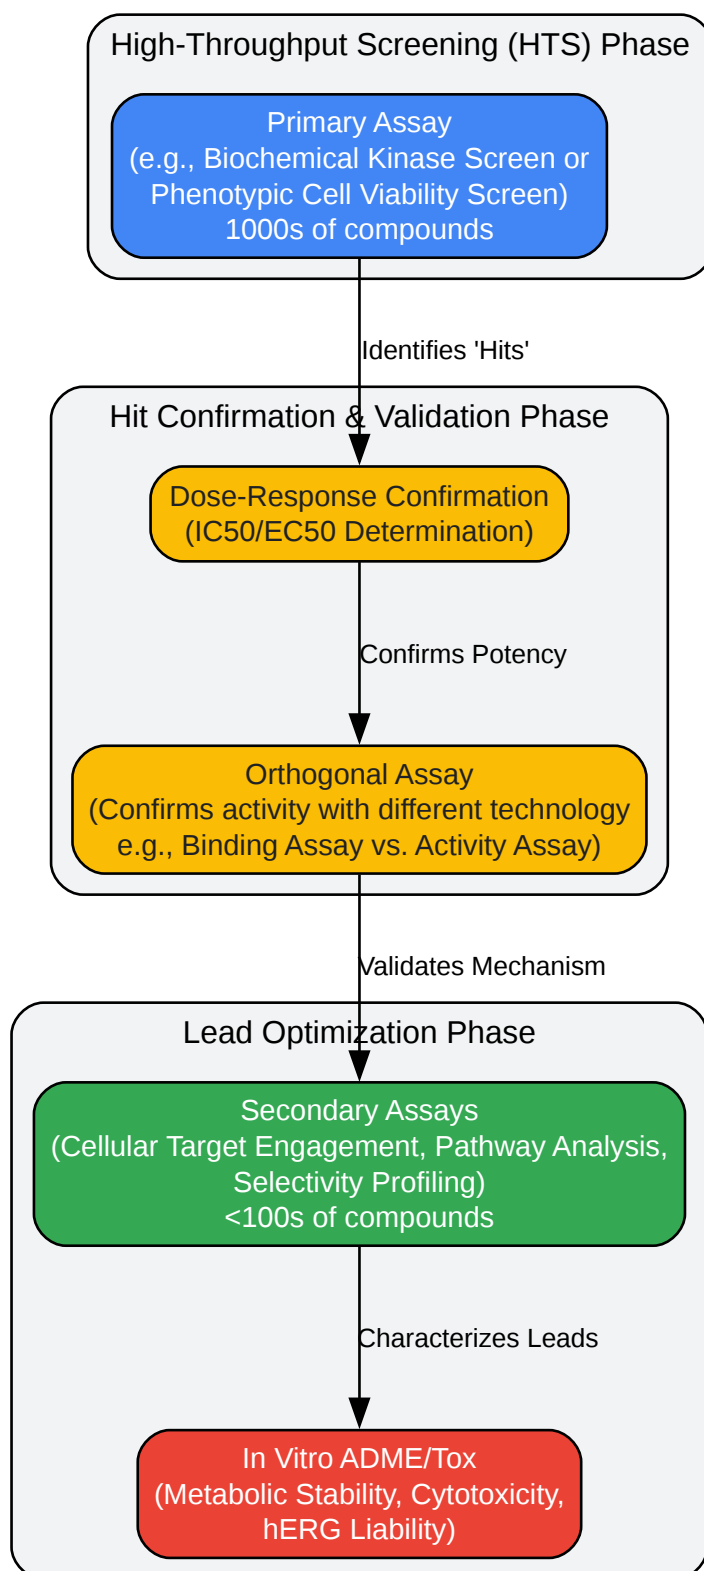 High-Throughput Screening (HTS) Phase
Primary Assay
(e.g., Biochemical Kinase Screen or
Phenotypic Cell Viability Screen)
1000s of compounds
Identifies 'Hits'
Hit Confirmation & Validation Phase
Dose-Response Confirmation
(IC50/EC50 Determination)
Confirms Potency
Orthogonal Assay
(Confirms activity with different technology
e.g., Binding Assay vs. Activity Assay)
Validates Mechanism
Lead Optimization Phase
Secondary Assays
(Cellular Target Engagement, Pathway Analysis,
Selectivity Profiling)
<100s of compounds
Characterizes Leads
In Vitro ADME/Tox
(Metabolic Stability, Cytotoxicity,
hERG Liability)